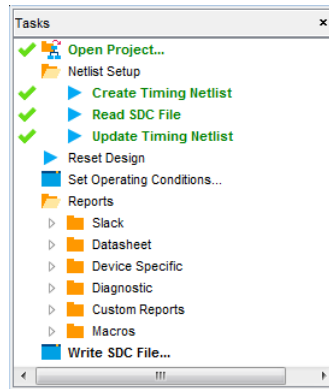 Tasks
Open Project...
Netlist Setup
Create Timing Netlist
Read SDC File
Update Timing Netlist
Reset Design
Set Operating Conditions...
Reports
Slack
Datasheet
Device Specific
Diagnostic
Custom Reports
Macros
Write SDC File...